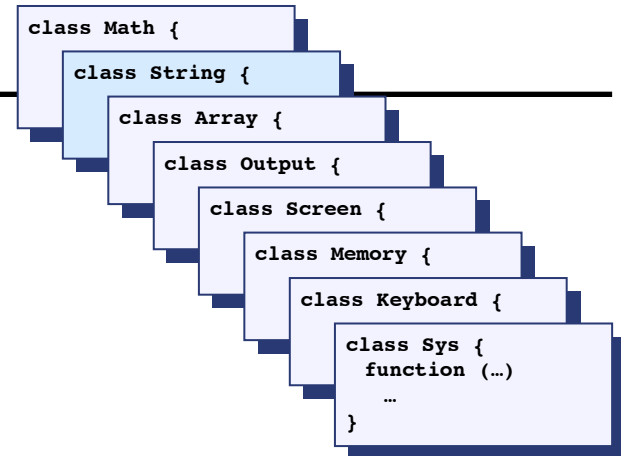 class Math {
class String {
class Array {
class Output {
class Screen {
class Memory {
class Keyboard {
class Sys {
function (…)
…
}